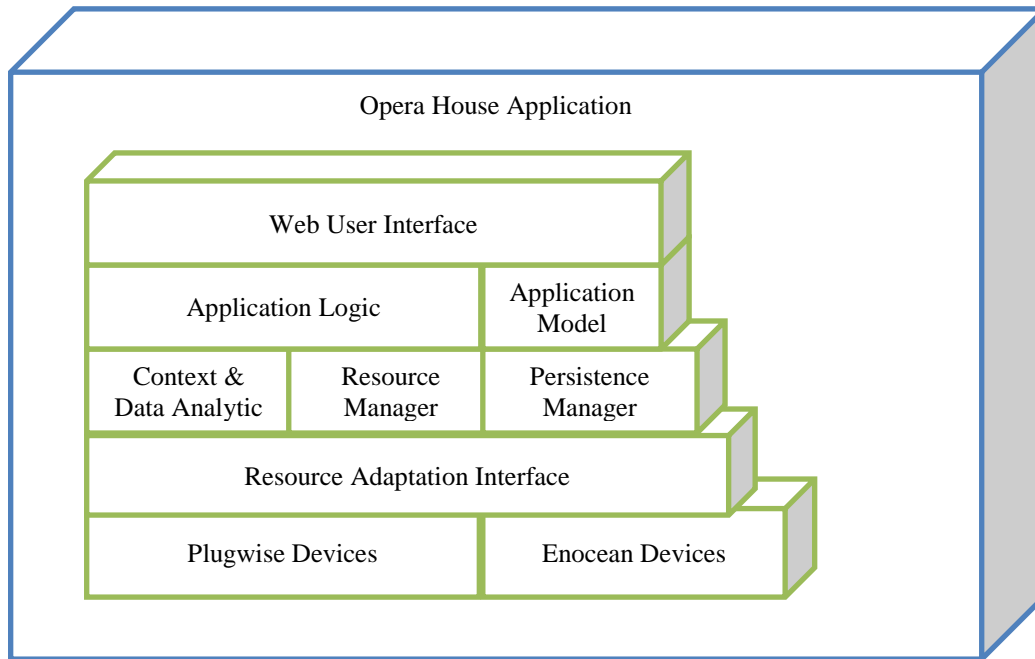 Opera House Application
Web User Interface
Application Logic
Application
Model
Context &
Data Analytic
Resource
Manager
Persistence
Manager
Resource Adaptation Interface
Plugwise Devices
Enocean Devices